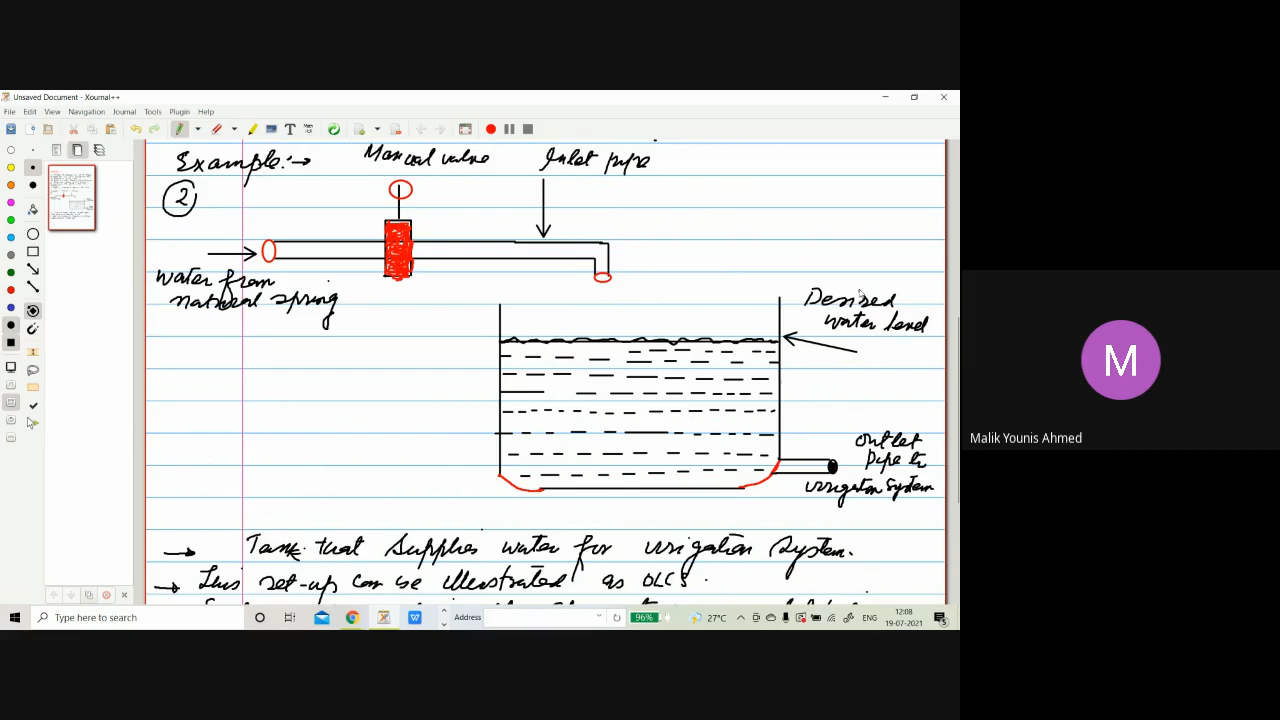 Unsaved Document - Xournal++
File Edit View Navigation Journal Tools Plugin Help
Example:→ Manual valve Inlet pipe
2
water from
natural spring
Desired
water level
outlet
pipe to
irrigation system
→ Tank that supplies water for irrigation system.
→ This set-up can be illustrated as OLCS.
M
Malik Younis Ahmed
Type here to search
Address
96%
27°C
ENG
12:08
19-07-2021